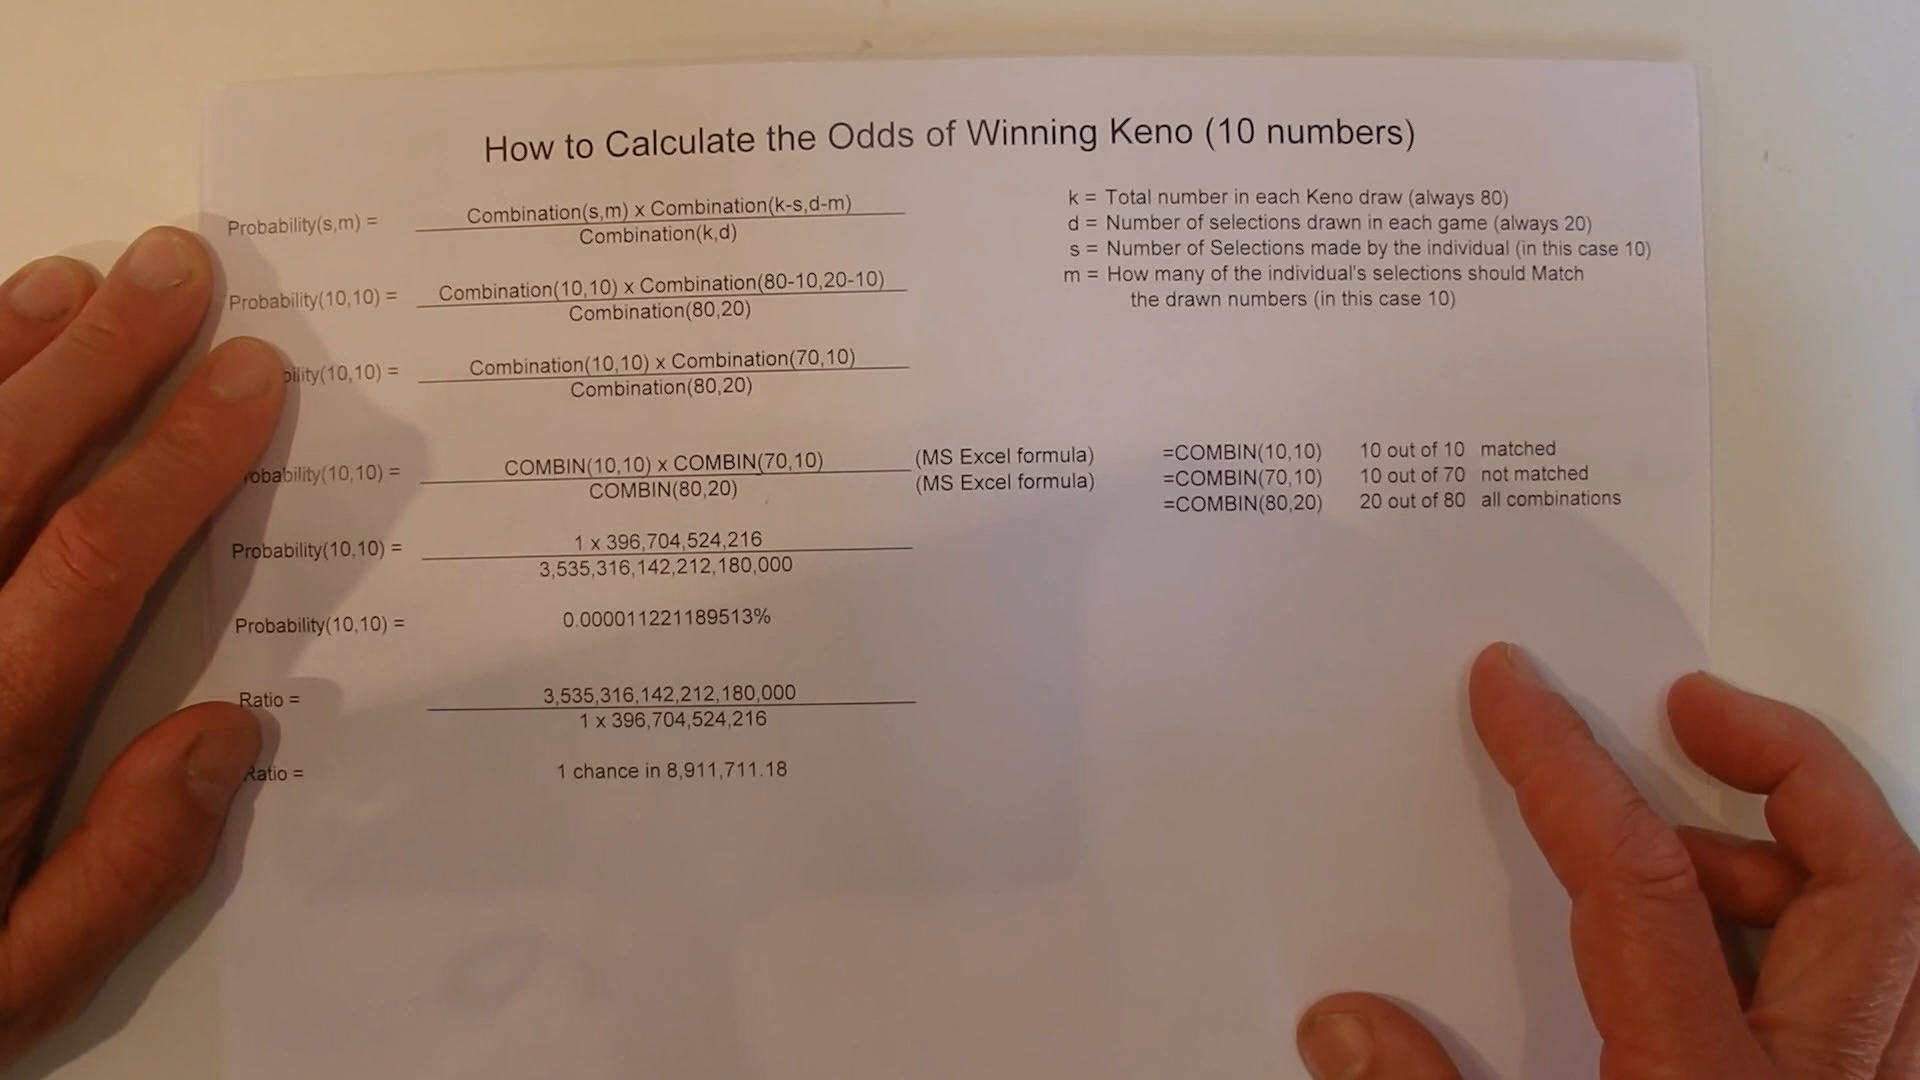 How to Calculate the Odds of Winning Keno (10 numbers)
Probability(s,m) =
Combination(s,m) x Combination(k-s,d-m)
Combination(k,d)
k = Total number in each Keno draw (always 80)
d = Number of selections drawn in each game (always 20)
s = Number of Selections made by the individual (in this case 10)
m = How many of the individual's selections should Match
the drawn numbers (in this case 10)
Probability(10,10) =
Combination(10,10) x Combination(80-10,20-10)
Combination(80,20)
bility(10,10) =
Combination(10,10) x Combination(70,10)
Combination(80,20)
robability(10,10) =
COMBIN(10,10) x COMBIN(70,10)
COMBIN(80,20)
(MS Excel formula)
(MS Excel formula)
=COMBIN(10,10) 10 out of 10 matched
=COMBIN(70,10) 10 out of 70 not matched
=COMBIN(80,20) 20 out of 80 all combinations
Probability(10,10) =
1 x 396,704,524,216
3,535,316,142,212,180,000
Probability(10,10) =
0.000011221189513%
Ratio =
3,535,316,142,212,180,000
1 x 396,704,524,216
Ratio =
1 chance in 8,911,711.18